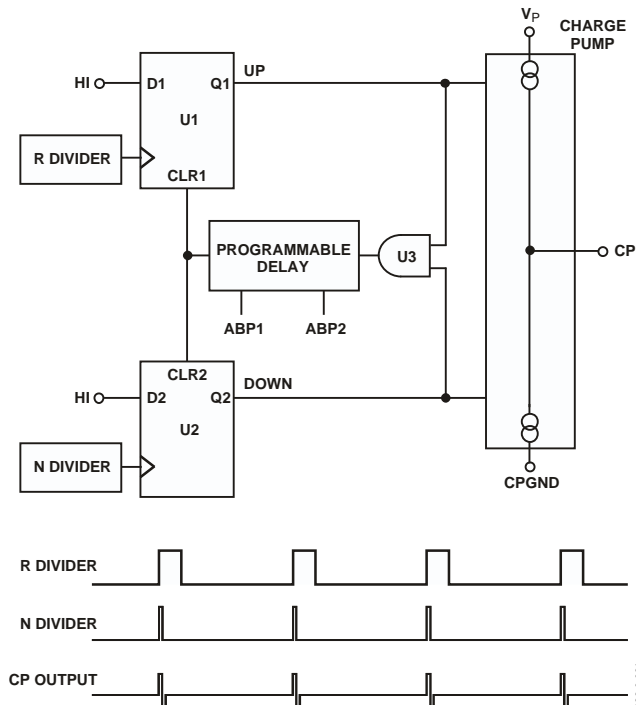 VP
CHARGE
PUMP
HI
D1
Q1
UP
U1
R DIVIDER
CLR1
PROGRAMMABLE
DELAY
U3
CP
ABP1
ABP2
CLR2
DOWN
HI
D2
Q2
U2
N DIVIDER
CPGND
R DIVIDER
N DIVIDER
CP OUTPUT